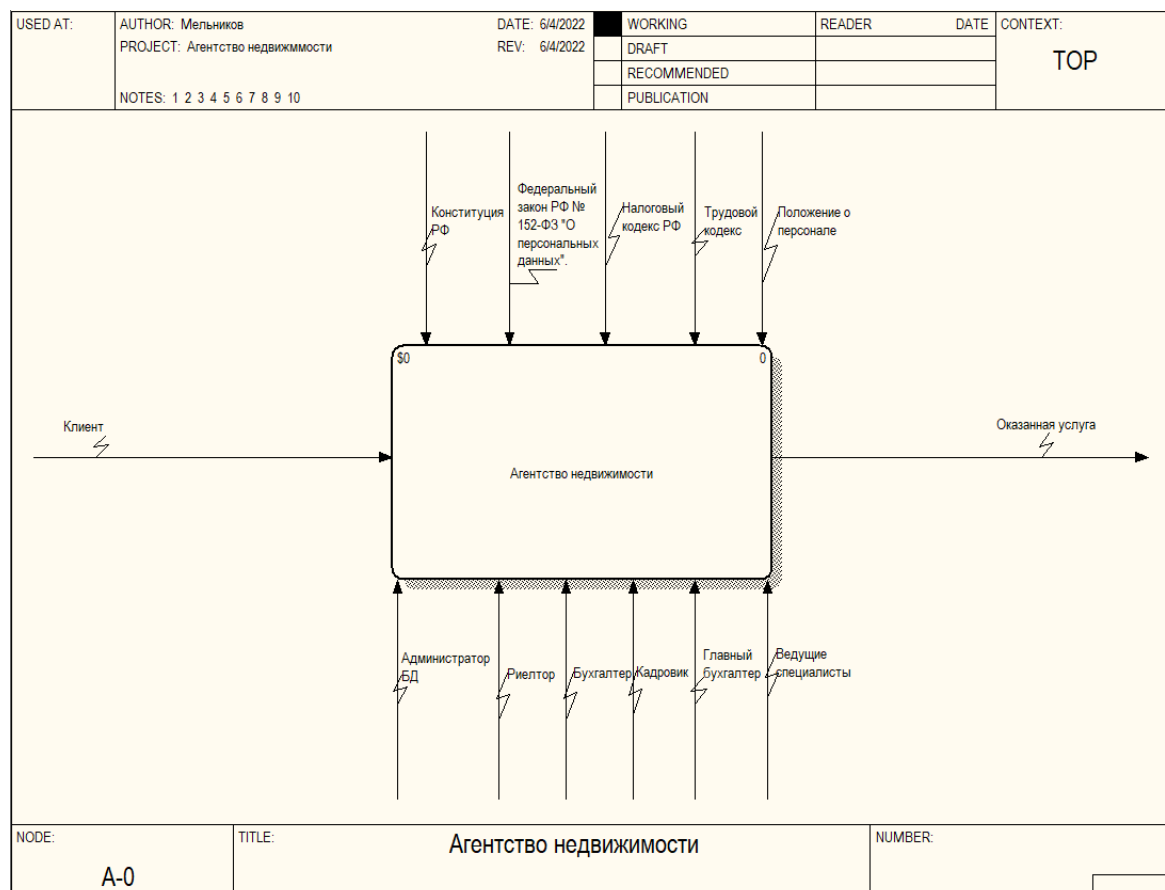 USED AT:
AUTHOR: Мельников
DATE: 6/4/2022
PROJECT: Агентство недвижммости
REV: 6/4/2022
NOTES: 1 2 3 4 5 6 7 8 9 10
WORKING
DRAFT
RECOMMENDED
PUBLICATION
READER
DATE
CONTEXT:
TOP
Конституция
РФ
Федеральный
закон РФ №
152-ФЗ "О
персональных
данных".
Налоговый
кодекс РФ
Трудовой
кодекс
Положение о
персонале
$0
0
Клиент
Агентство недвижимости
Оказанная услуга
Администратор
БД
Риелтор
Бухгалтер
Кадровик
Главный
бухгалтер
Ведущие
специалисты
NODE:
A-0
TITLE:
Агентство недвижимости
NUMBER: